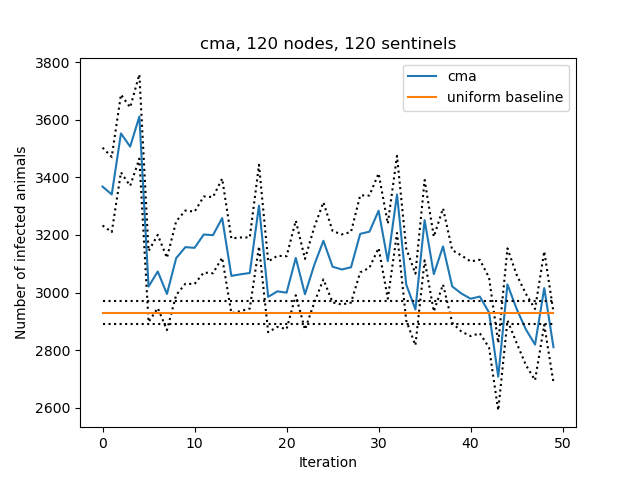 cma, 120 nodes, 120 sentinels
cma
uniform baseline
Number of infected animals
3800
3600
3400
3200
3000
2800
2600
0 10 20 30 40 50
Iteration